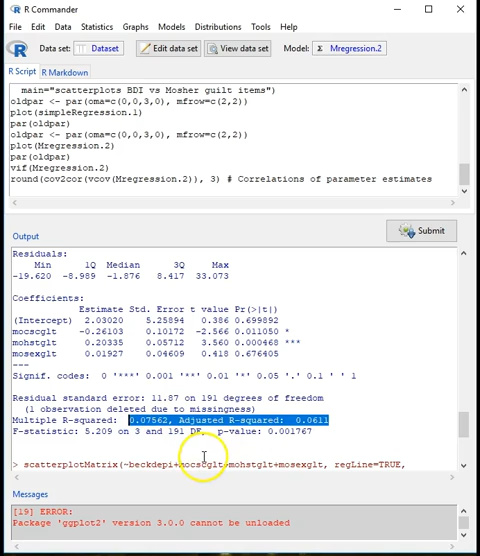 R Commander
File Edit Data Statistics Graphs Models Distributions Tools Help
R Data set: Dataset Edit data set View data set Model: Σ Mregression.2
R Script R Markdown
main="scatterplots BDI vs Mosher guilt items")
oldpar <- par(oma=c(0,0,3,0), mfrow=c(2,2))
plot(simpleRegression.1)
par(oldpar)
oldpar <- par(oma=c(0,0,3,0), mfrow=c(2,2))
plot(Mregression.2)
par(oldpar)
vif(Mregression.2)
round(cov2cor(vcov(Mregression.2)), 3) # Correlations of parameter estimates
Output
Submit
Residuals:
Min 1Q Median 3Q Max
-19.620 -8.989 -1.876 8.417 33.073
Coefficients:
Estimate Std. Error t value Pr(>|t|)
(Intercept) 2.03020 5.25894 0.386 0.699892
mocscglt -0.26103 0.10172 -2.566 0.011050 *
mohstglt 0.20335 0.05712 3.560 0.000468 ***
mosexglt 0.01927 0.04609 0.418 0.676405
---
Signif. codes: 0 '***' 0.001 '**' 0.01 '*' 0.05 '.' 0.1 ' ' 1
Residual standard error: 11.87 on 191 degrees of freedom
(1 observation deleted due to missingness)
Multiple R-squared: 0.07562, Adjusted R-squared: 0.0611
F-statistic: 5.209 on 3 and 191 DF, p-value: 0.001767
> scatterplotMatrix(~beckdepi+mocscglt+mohstglt+mosexglt, regLine=TRUE,
Messages
[19] ERROR:
Package 'ggplot2' version 3.0.0 cannot be unloaded